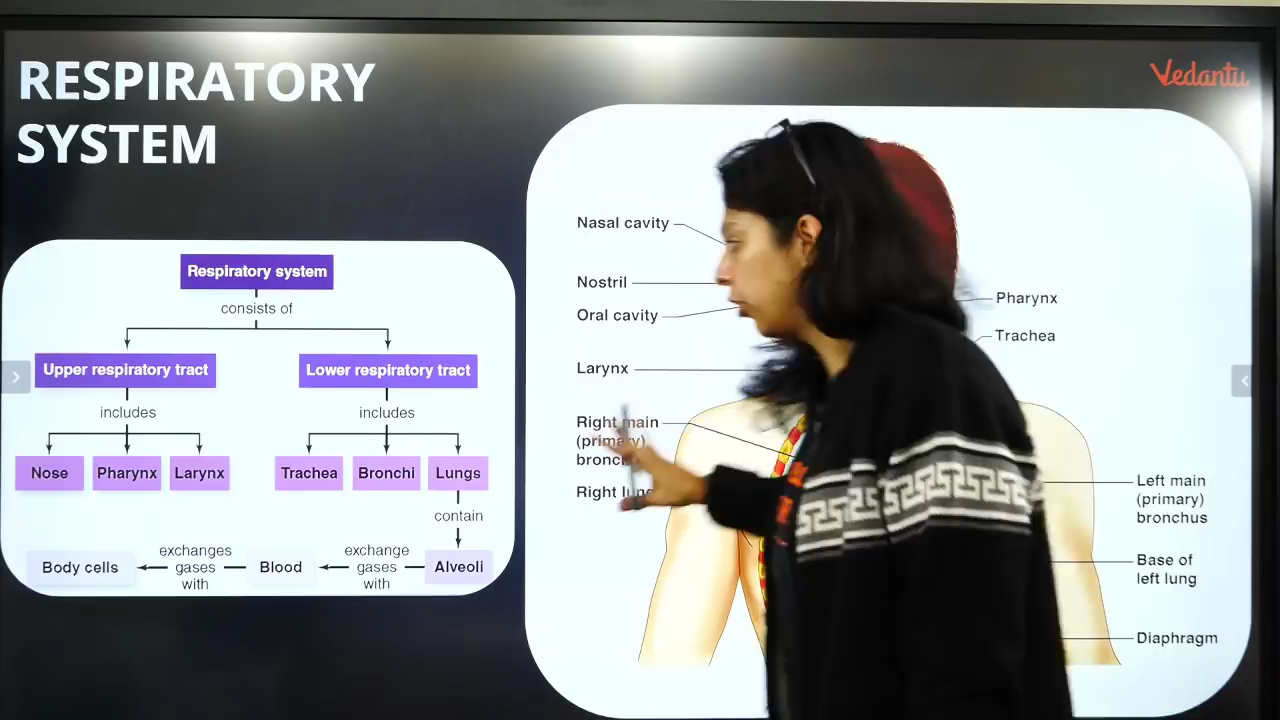 RESPIRATORY
SYSTEM
Vedantu
Respiratory system
consists of
Upper respiratory tract
Lower respiratory tract
includes
includes
Nose
Pharynx
Larynx
Trachea
Bronchi
Lungs
contain
Body cells
exchanges
gases
with
Blood
exchange
gases
with
Alveoli
Nasal cavity
Nostril
Oral cavity
Larynx
Right main
(primary)
Right
Pharynx
Trachea
Left main
(primary)
bronchus
Base of
left lung
Diaphragm